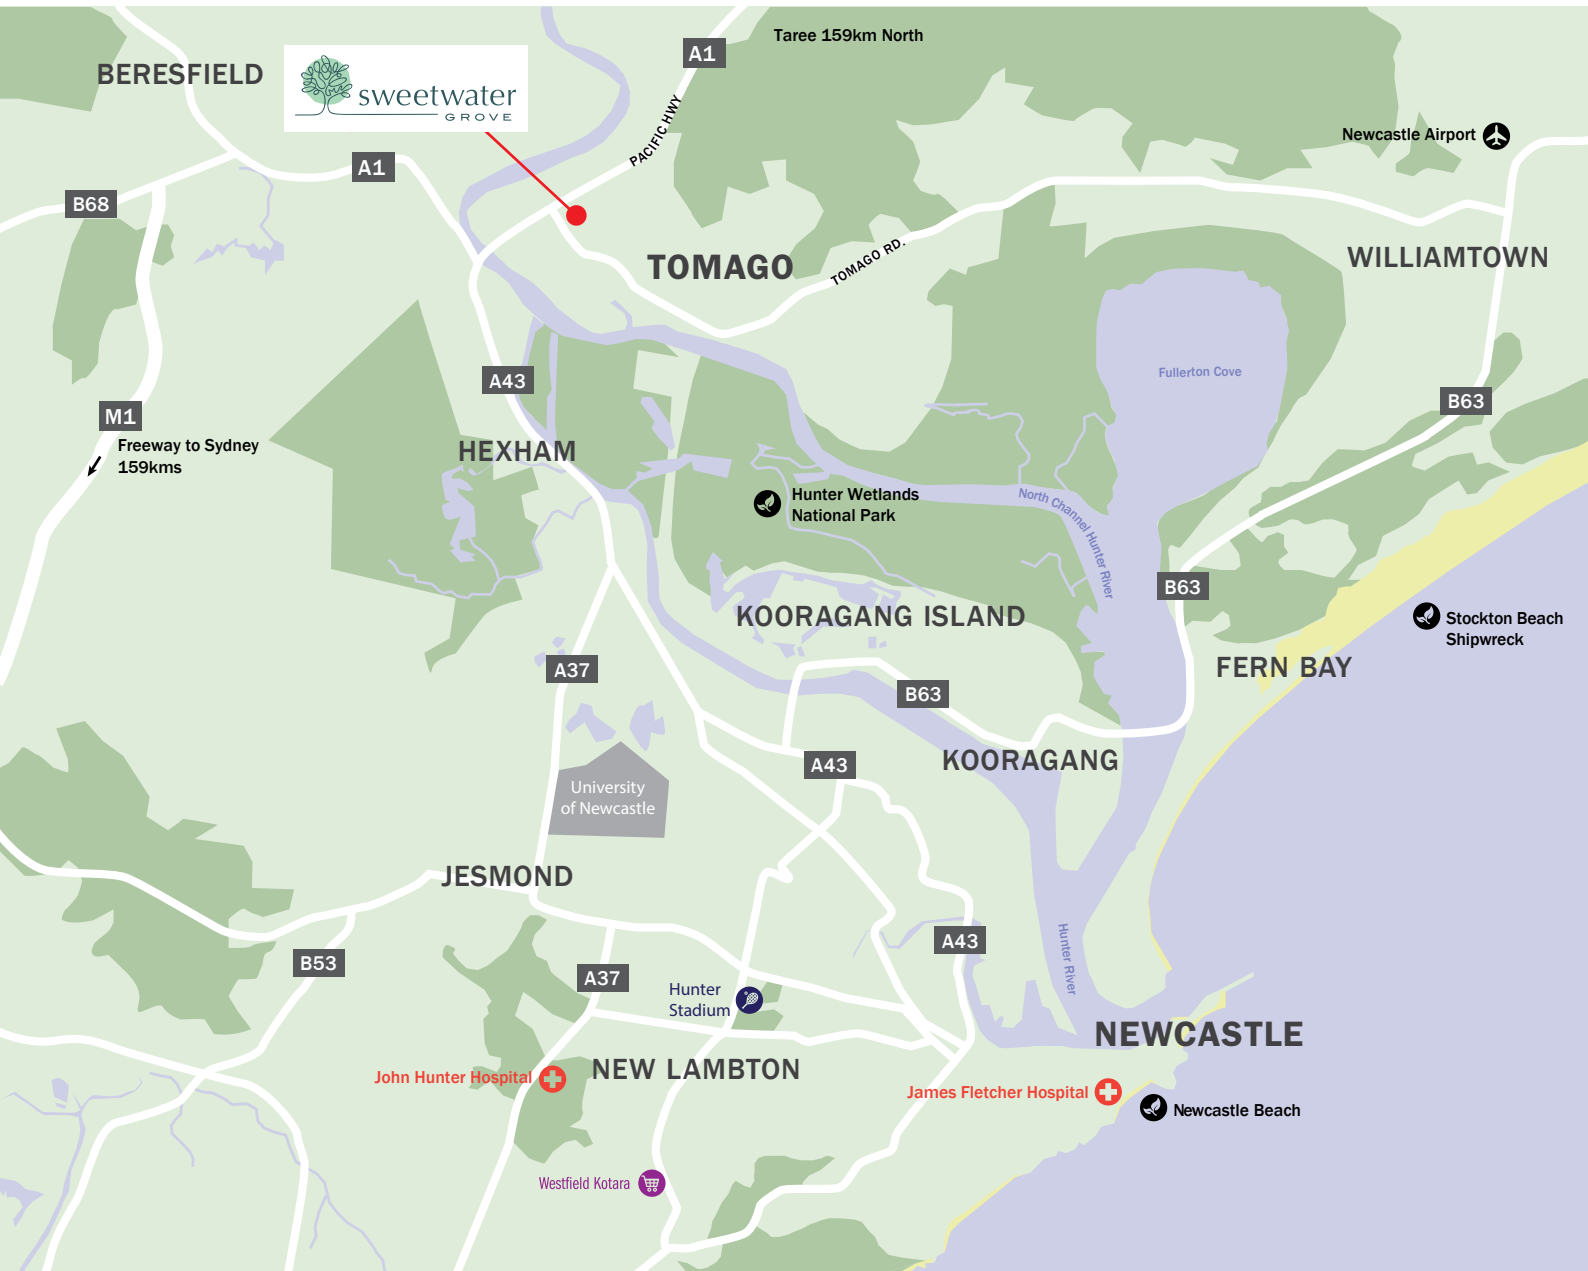 Taree 159km North
A1
BERESFIELD
sweetwater
GROVE
PACIFIC HWY
Newcastle Airport
A1
B68
TOMAGO
TOMAGO RD.
WILLIAMTOWN
Fullerton Cove
A43
B63
M1
Freeway to Sydney
159kms
HEXHAM
Hunter Wetlands
National Park
North Channel Hunter River
B63
KOORAGANG ISLAND
Stockton Beach
Shipwreck
A37
FERN BAY
B63
KOORAGANG
A43
University
of Newcastle
JESMOND
A43
Hunter River
B53
A37
Hunter
Stadium
NEWCASTLE
NEW LAMBTON
John Hunter Hospital
James Fletcher Hospital
Newcastle Beach
Westfield Kotara